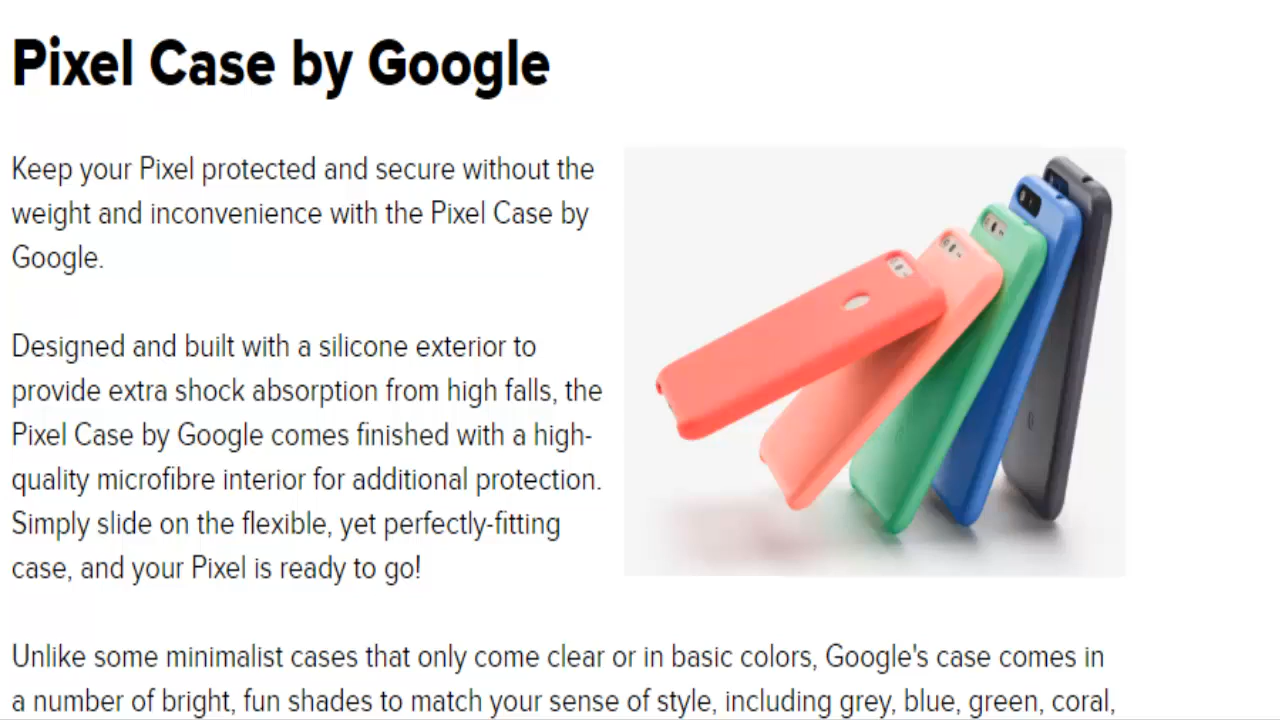 Pixel Case by Google
Keep your Pixel protected and secure without the
weight and inconvenience with the Pixel Case by
Google.
Designed and built with a silicone exterior to
provide extra shock absorption from high falls, the
Pixel Case by Google comes finished with a high-
quality microfibre interior for additional protection.
Simply slide on the flexible, yet perfectly-fitting
case, and your Pixel is ready to go!
Unlike some minimalist cases that only come clear or in basic colors, Google's case comes in
a number of bright, fun shades to match your sense of style, including grey, blue, green, coral,